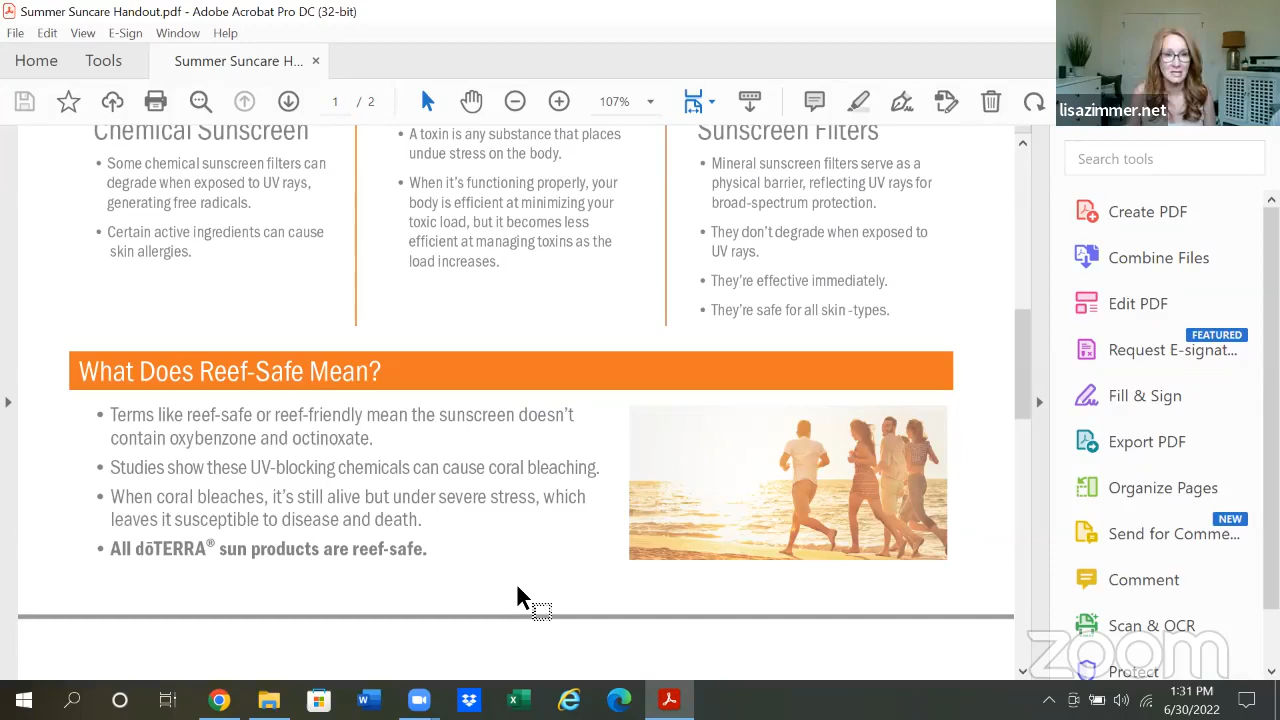 Summer Suncare Handout.pdf - Adobe Acrobat Pro DC (32-bit)
File Edit View E-Sign Window Help
Home Tools Summer Suncare H... ×
1 / 2 107%
lisazimmer.net
Chemical Sunscreen
• Some chemical sunscreen filters can
degrade when exposed to UV rays,
generating free radicals.
• Certain active ingredients can cause
skin allergies.
• A toxin is any substance that places
undue stress on the body.
• When it's functioning properly, your
body is efficient at minimizing your
toxic load, but it becomes less
efficient at managing toxins as the
load increases.
Sunscreen Filters
• Mineral sunscreen filters serve as a
physical barrier, reflecting UV rays for
broad-spectrum protection.
• They don't degrade when exposed to
UV rays.
• They're effective immediately.
• They're safe for all skin -types.
What Does Reef-Safe Mean?
• Terms like reef-safe or reef-friendly mean the sunscreen doesn't
contain oxybenzone and octinoxate.
• Studies show these UV-blocking chemicals can cause coral bleaching.
• When coral bleaches, it's still alive but under severe stress, which
leaves it susceptible to disease and death.
• All dōTERRA® sun products are reef-safe.
Search tools
Create PDF
Combine Files
Edit PDF
FEATURED
Request E-signat...
Fill & Sign
Export PDF
Organize Pages
NEW
Send for Comme...
Comment
Scan & OCR
Protect
zoom
1:31 PM
6/30/2022